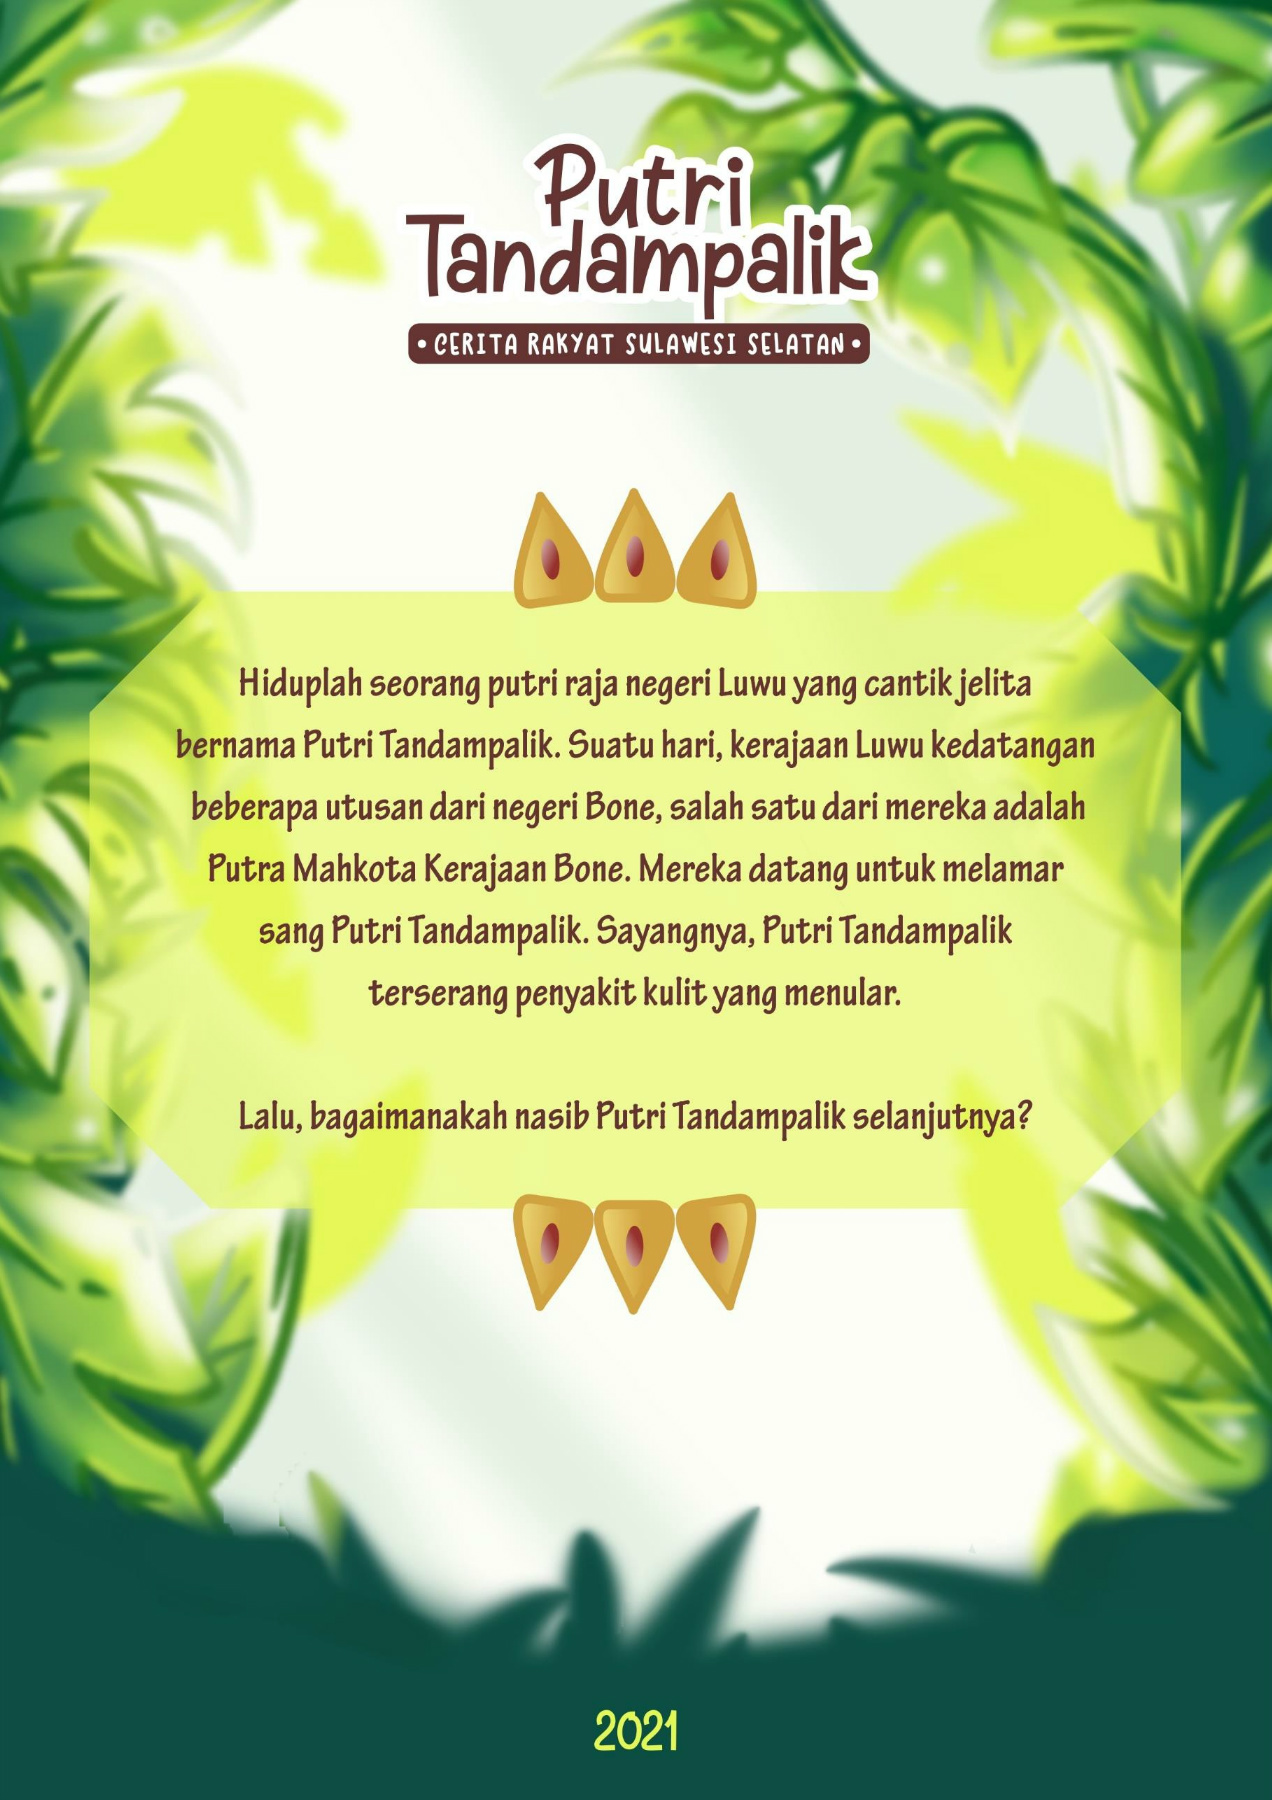 Putri
Tandampalik
• CERITA RAKYAT SULAWESI SELATAN •
Hiduplah seorang putri raja negeri Luwu yang cantik jelita
bernama Putri Tandampalik. Suatu hari, kerajaan Luwu kedatangan
beberapa utusan dari negeri Bone, salah satu dari mereka adalah
Putra Mahkota Kerajaan Bone. Mereka datang untuk melamar
sang Putri Tandampalik. Sayangnya, Putri Tandampalik
terserang penyakit kulit yang menular.
Lalu, bagaimanakah nasib Putri Tandampalik selanjutnya?
2021